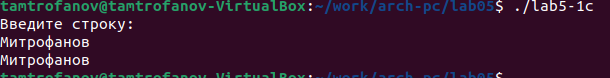 tamtrofanov@tamtrofanov-VirtualBox:~/work/arch-pc/lab05$ ./lab5-1c
Введите строку:
Митрофанов
Митрофанов
tamtrofanov@tamtrofanov-VirtualBox:~/work/arch-pc/lab05$